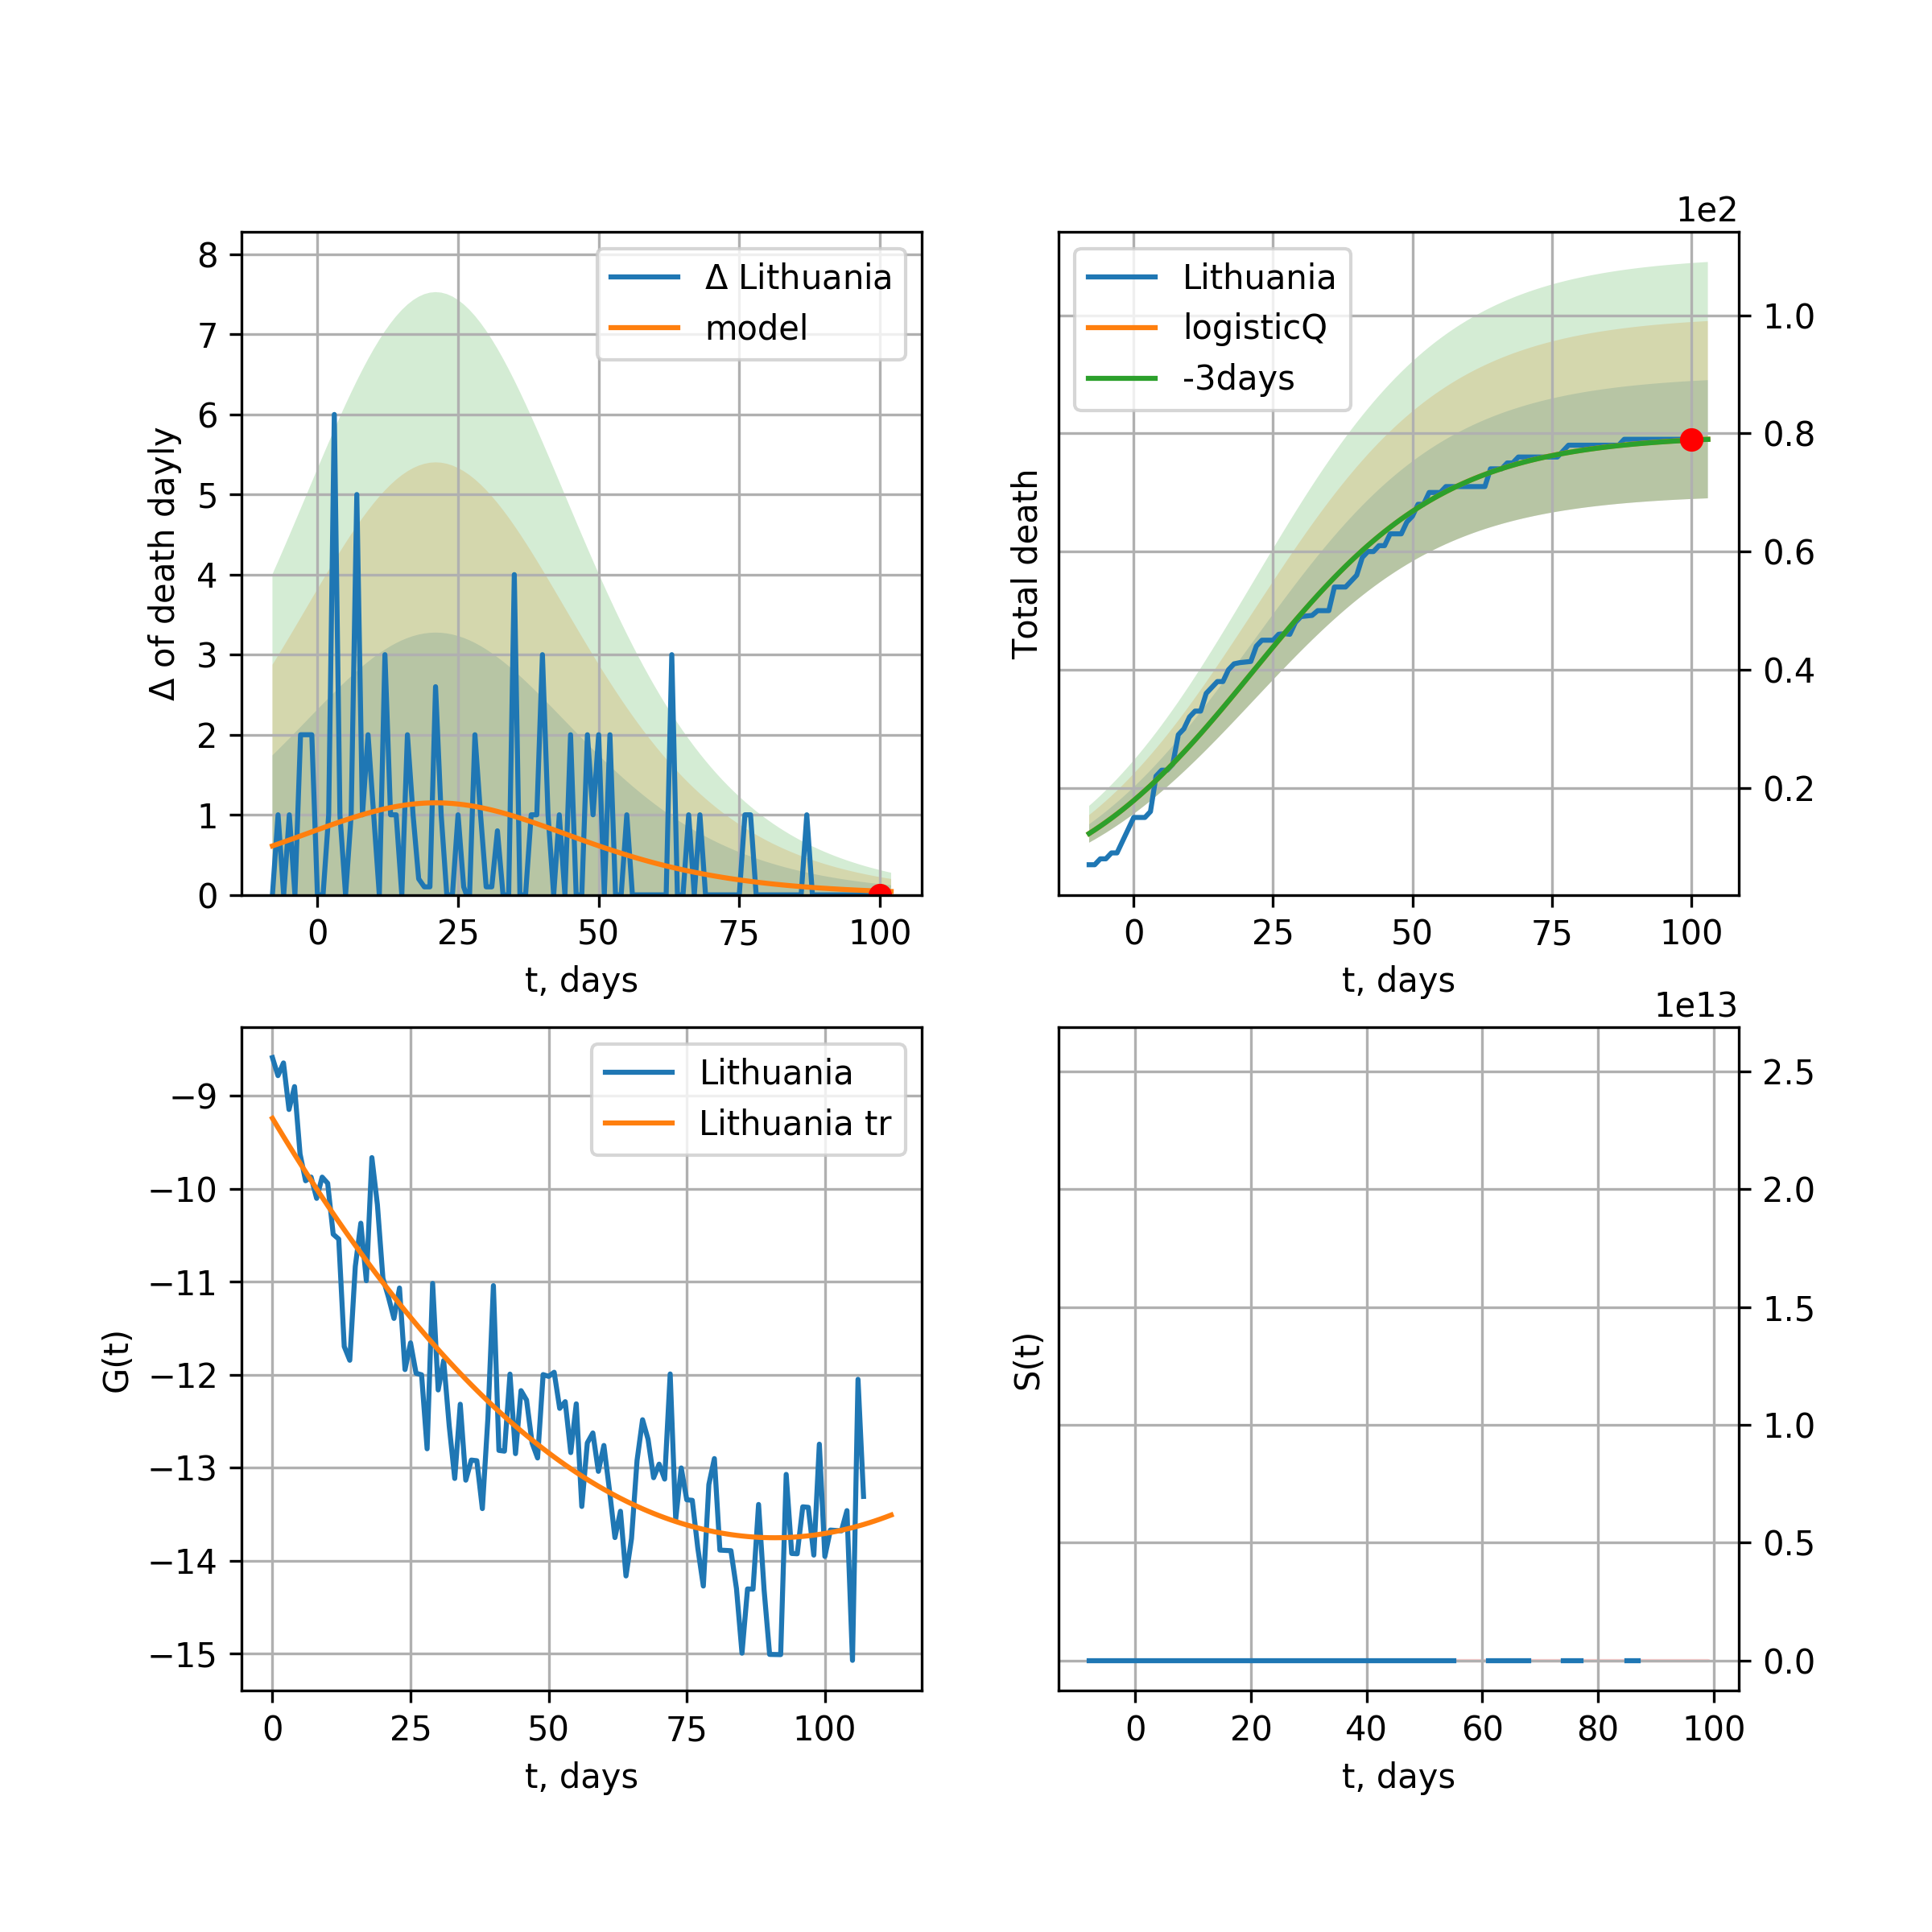 8
7
6
5
4
3
2
1
0
Δ of death dayly
Δ Lithuania
model
0 25 50 75 100
t, days
1e2
Total death
Lithuania
logisticQ
-3days
1.0
0.8
0.6
0.4
0.2
0 25 50 75 100
t, days
−9
−10
−11
−12
−13
−14
−15
G(t)
Lithuania
Lithuania tr
0 25 50 75 100
t, days
1e13
S(t)
2.5
2.0
1.5
1.0
0.5
0.0
0 20 40 60 80 100
t, days